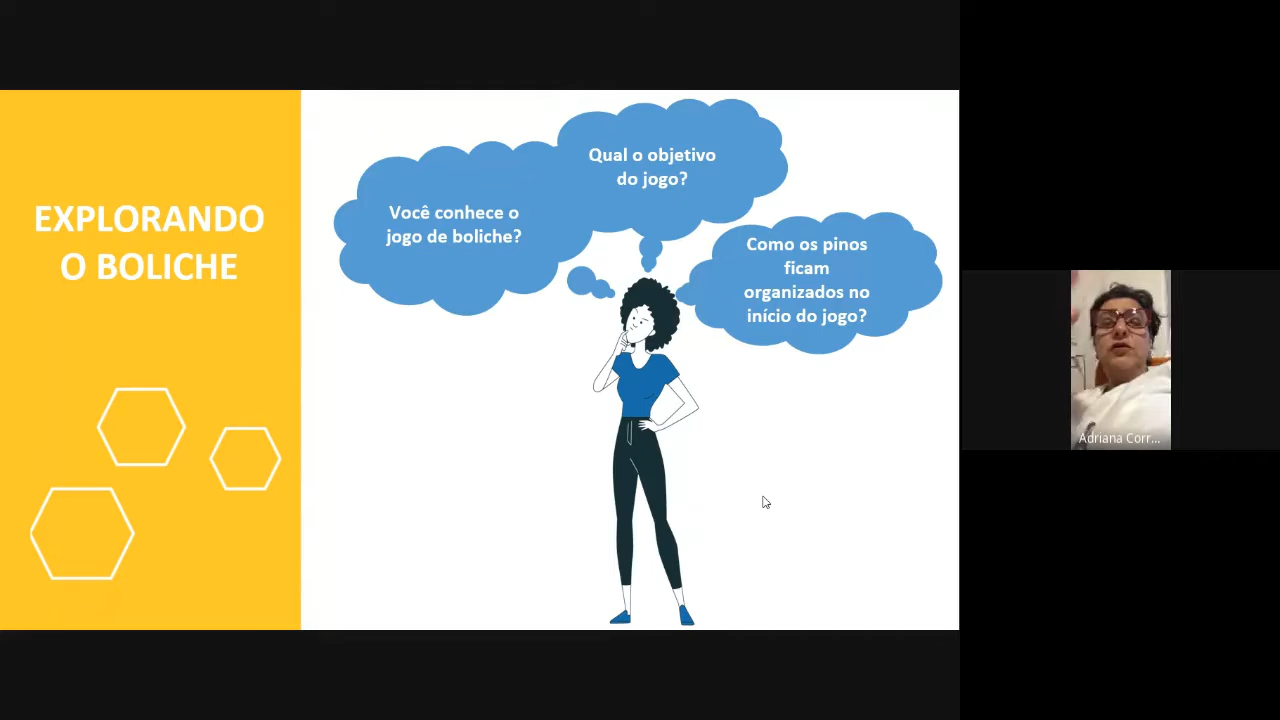 EXPLORANDO
O BOLICHE
Você conhece o
jogo de boliche?
Qual o objetivo
do jogo?
Como os pinos
ficam
organizados no
início do jogo?
Adriana Corr...